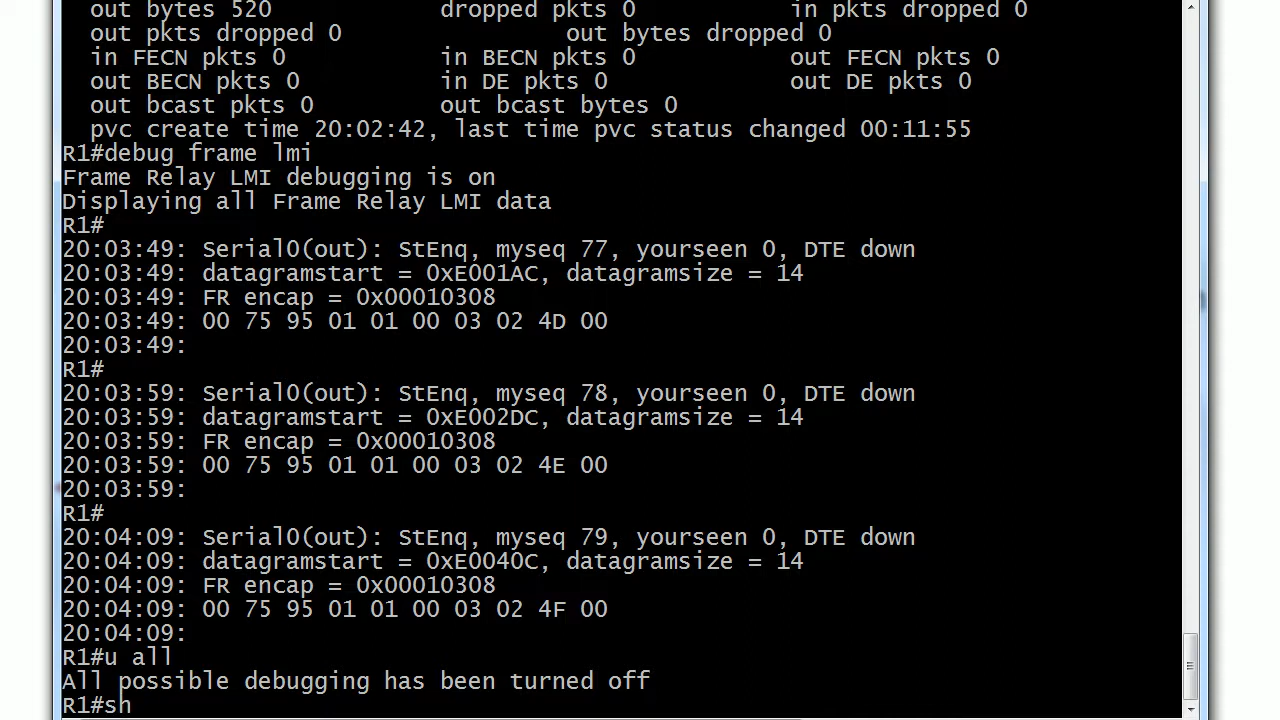 out bytes 520 dropped pkts 0 in pkts dropped 0
out pkts dropped 0 out bytes dropped 0
in FECN pkts 0 in BECN pkts 0 out FECN pkts 0
out BECN pkts 0 in DE pkts 0 out DE pkts 0
out bcast pkts 0 out bcast bytes 0
pvc create time 20:02:42, last time pvc status changed 00:11:55
R1#debug frame lmi
Frame Relay LMI debugging is on
Displaying all Frame Relay LMI data
R1#
20:03:49: Serial0(out): StEnq, myseq 77, yourseen 0, DTE down
20:03:49: datagramstart = 0xE001AC, datagramsize = 14
20:03:49: FR encap = 0x00010308
20:03:49: 00 75 95 01 01 00 03 02 4D 00
20:03:49:
R1#
20:03:59: Serial0(out): StEnq, myseq 78, yourseen 0, DTE down
20:03:59: datagramstart = 0xE002DC, datagramsize = 14
20:03:59: FR encap = 0x00010308
20:03:59: 00 75 95 01 01 00 03 02 4E 00
20:03:59:
R1#
20:04:09: Serial0(out): StEnq, myseq 79, yourseen 0, DTE down
20:04:09: datagramstart = 0xE0040C, datagramsize = 14
20:04:09: FR encap = 0x00010308
20:04:09: 00 75 95 01 01 00 03 02 4F 00
20:04:09:
R1#u all
All possible debugging has been turned off
R1#sh